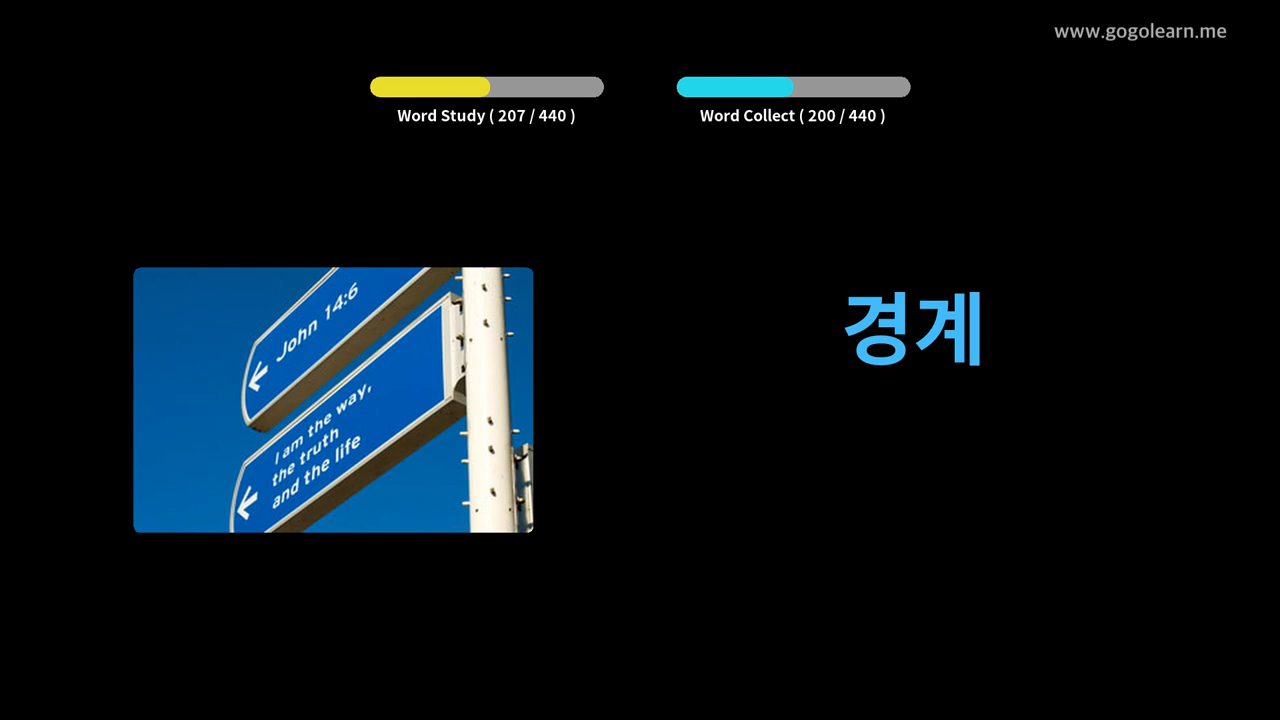 www.gogolearn.me
Word Study ( 207 / 440 )
Word Collect ( 200 / 440 )
John 14:6
I am the way,
the truth
and the life
경계